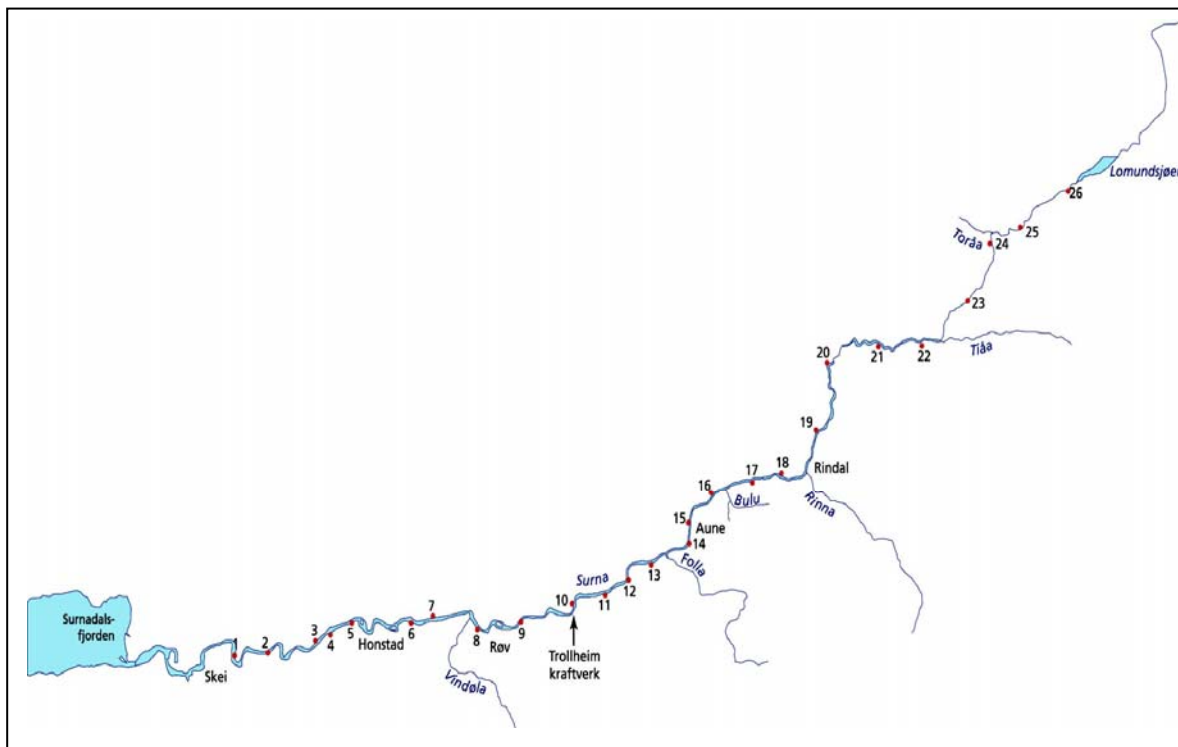 Lomundsjøen
26
25
Toråa
24
23
20
21
22
Tiåa
19
18
Rindal
17
16
Bulu
Rinna
15
Aune
14
Folla
13
Surna
12
11
10
Surnadals-
fjorden
7
3
4
5
6
Honstad
8
9
Røv
1
2
Skei
Trollheim
kraftverk
Vindøla